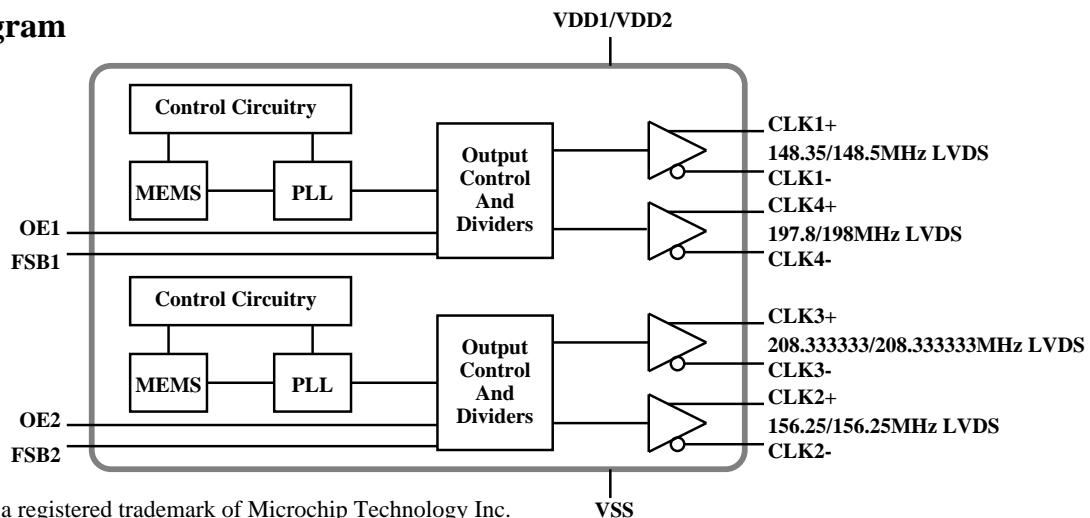 gram
VDD1/VDD2
Control Circuitry
MEMS
PLL
Output
Control
And
Dividers
OE1
FSB1
CLK1+
148.35/148.5MHz LVDS
CLK1-
CLK4+
197.8/198MHz LVDS
CLK4-
Control Circuitry
MEMS
PLL
Output
Control
And
Dividers
OE2
FSB2
CLK3+
208.333333/208.333333MHz LVDS
CLK3-
CLK2+
156.25/156.25MHz LVDS
CLK2-
VSS
a registered trademark of Microchip Technology Inc.